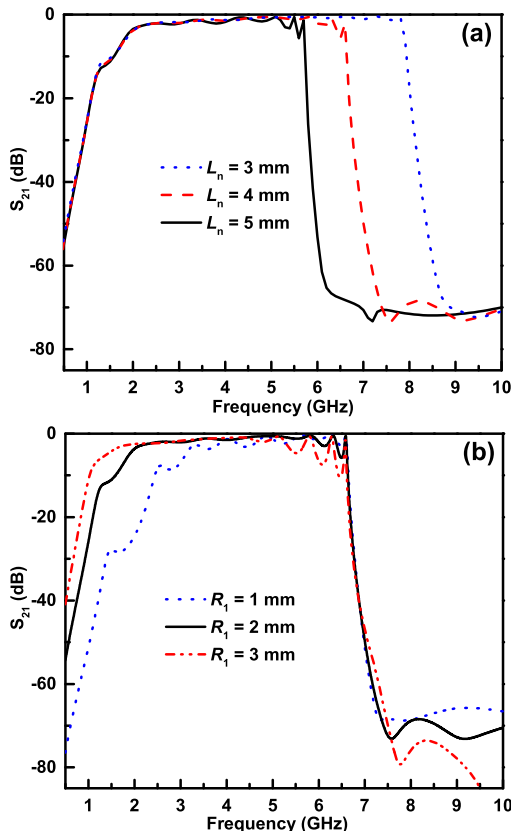 (a)
0
-20
-40
-60
-80
S21 (dB)
Ln = 3 mm
Ln = 4 mm
Ln = 5 mm
1 2 3 4 5 6 7 8 9 10
Frequency (GHz)
(b)
0
-20
-40
-60
-80
S21 (dB)
R1 = 1 mm
R1 = 2 mm
R1 = 3 mm
1 2 3 4 5 6 7 8 9 10
Frequency (GHz)